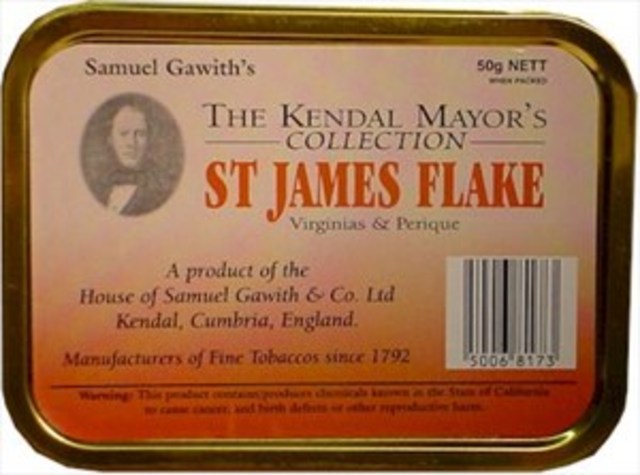 Samuel Gawith's
50g NETT
WHEN PACKED
THE KENDAL MAYOR'S
COLLECTION
ST JAMES FLAKE
Virginias & Perique
A product of the
House of Samuel Gawith & Co. Ltd
Kendal, Cumbria, England.
5006 8173
Manufacturers of Fine Tobaccos since 1792
Warning: This product contains/produces chemicals known in the State of California
to cause cancer, and birth defects or other reproductive harm.